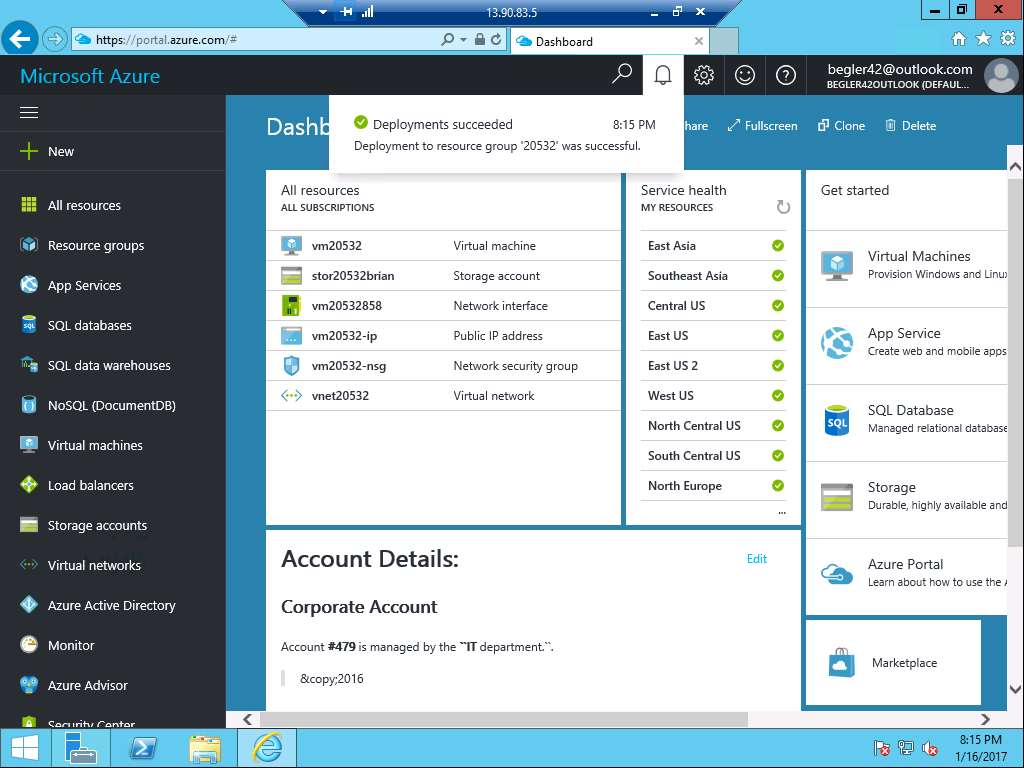 13.90.83.5
https://portal.azure.com/#
Dashboard
Microsoft Azure
begler42@outlook.com
BEGLER42OUTLOOK (DEFAUL...
New
All resources
Resource groups
App Services
SQL databases
SQL data warehouses
NoSQL (DocumentDB)
Virtual machines
Load balancers
Storage accounts
Virtual networks
Azure Active Directory
Monitor
Azure Advisor
Security Center
Deployments succeeded 8:15 PM
Deployment to resource group '20532' was successful.
Fullscreen
Clone
Delete
All resources
ALL SUBSCRIPTIONS
vm20532 Virtual machine
stor20532brian Storage account
vm20532858 Network interface
vm20532-ip Public IP address
vm20532-nsg Network security group
vnet20532 Virtual network
Service health
MY RESOURCES
East Asia
Southeast Asia
Central US
East US
East US 2
West US
North Central US
South Central US
North Europe
...
Get started
Virtual Machines
Provision Windows and Linux
App Service
Create web and mobile apps
SQL Database
Managed relational database
Storage
Durable, highly available and
Azure Portal
Learn about how to use the
Marketplace
Account Details:
Edit
Corporate Account
Account #479 is managed by the ``IT department.``.
&copy;2016
8:15 PM
1/16/2017